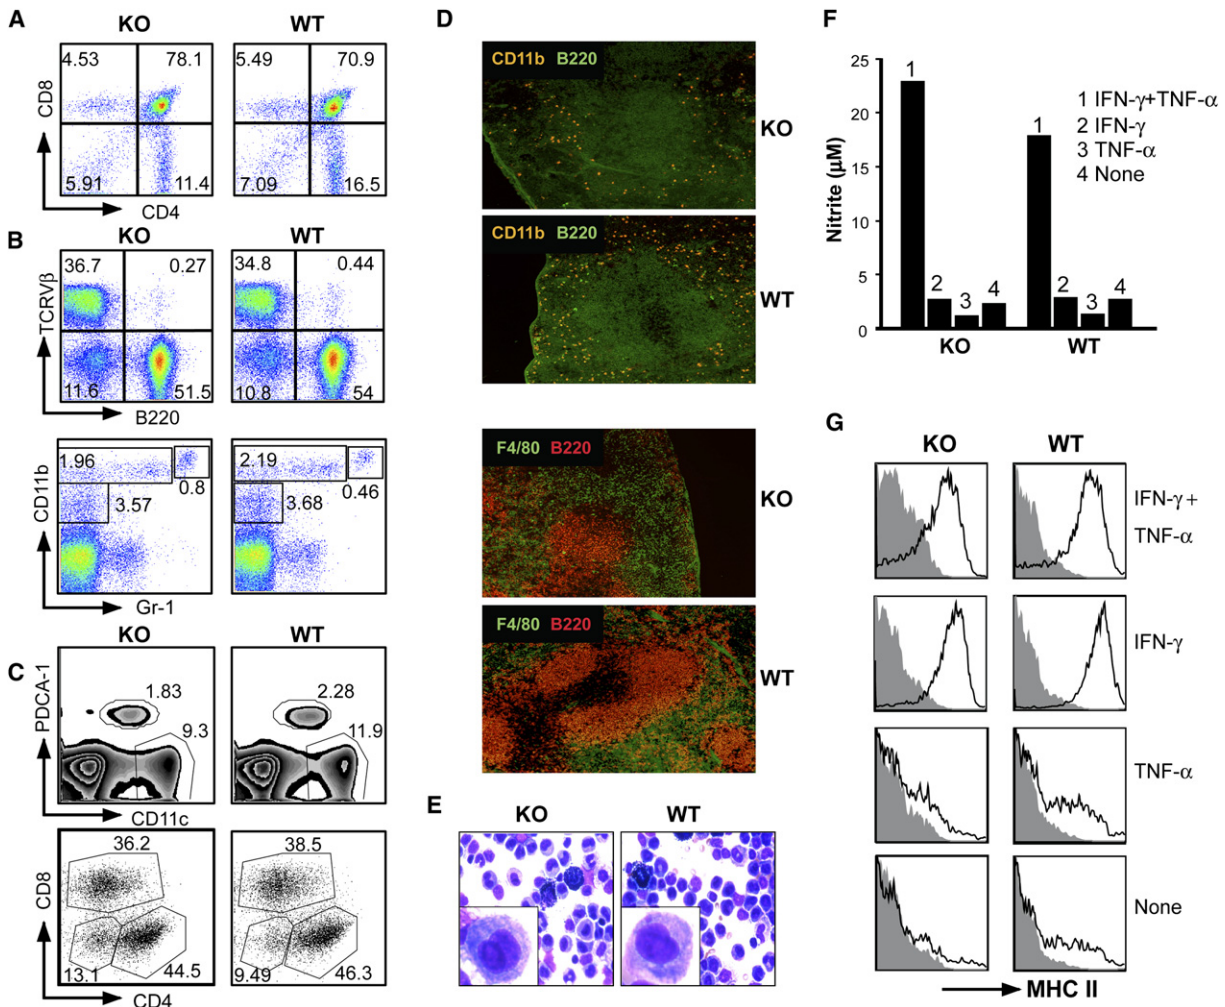 A
KO
WT
4.53
78.1
5.91
11.4
5.49
70.9
7.09
16.5
CD8
CD4
B
KO
WT
36.7
0.27
11.6
51.5
34.8
0.44
10.8
54
TCRVβ
B220
1.96
0.8
3.57
2.19
0.46
3.68
CD11b
Gr-1
C
KO
WT
1.83
9.3
2.28
11.9
PDCA-1
CD11c
36.2
13.1
44.5
38.5
9.49
46.3
CD8
CD4
D
CD11b B220
KO
CD11b B220
WT
F4/80 B220
KO
F4/80 B220
WT
E
KO
WT
F
25
20
15
10
5
0
Nitrite (µM)
1
2
3
4
1
2
3
4
KO
WT
1 IFN-γ+TNF-α
2 IFN-γ
3 TNF-α
4 None
G
KO
WT
IFN-γ +
TNF-α
IFN-γ
TNF-α
None
MHC II